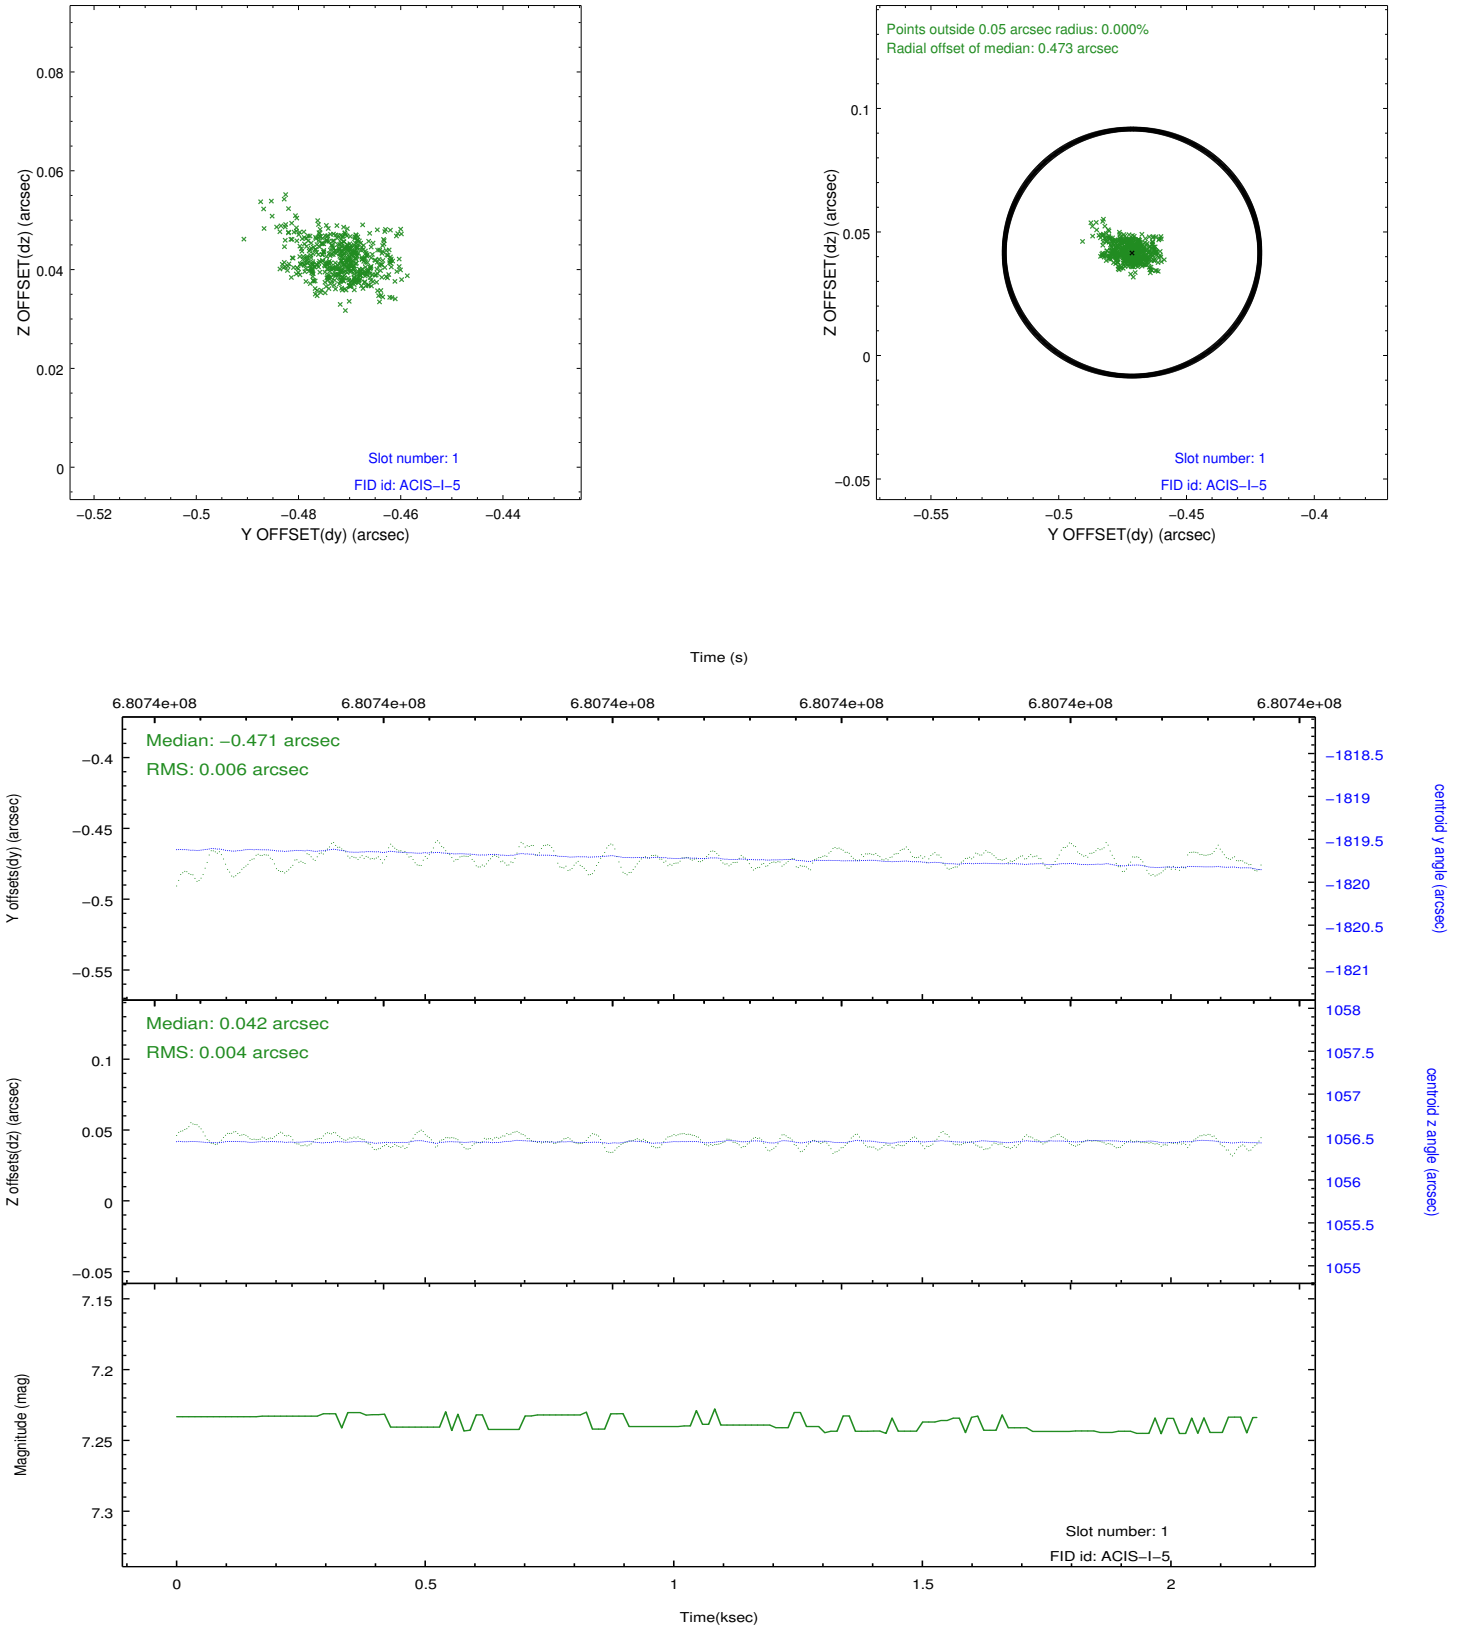 0.08
0.06
0.04
0.02
0
Z OFFSET(dz) (arcsec)
Slot number: 1
FID id: ACIS−I−5
−0.52
−0.5
−0.48
−0.46
−0.44
Y OFFSET(dy) (arcsec)
Points outside 0.05 arcsec radius: 0.000%
Radial offset of median: 0.473 arcsec
0.1
0.05
0
−0.05
Z OFFSET(dz) (arcsec)
Slot number: 1
FID id: ACIS−I−5
−0.55
−0.5
−0.45
−0.4
Y OFFSET(dy) (arcsec)
Time (s)
6.8074e+08
6.8074e+08
6.8074e+08
6.8074e+08
6.8074e+08
6.8074e+08
Median: −0.471 arcsec
RMS: 0.006 arcsec
−0.4
−0.45
−0.5
−0.55
Y offsets(dy) (arcsec)
−1818.5
−1819
−1819.5
−1820
−1820.5
−1821
centroid y angle (arcsec)
Median: 0.042 arcsec
RMS: 0.004 arcsec
0.1
0.05
0
−0.05
Z offsets(dz) (arcsec)
1058
1057.5
1057
1056.5
1056
1055.5
1055
centroid z angle (arcsec)
7.15
7.2
7.25
7.3
Magnitude (mag)
Slot number: 1
FID id: ACIS−I−5
0
0.5
1
1.5
2
Time(ksec)